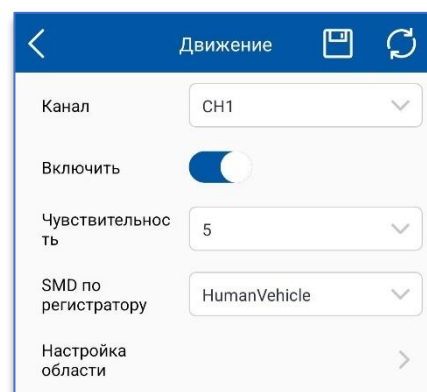 Движение
Канал
CH1
Включить
Чувствительнос
ть
5
SMD по
регистратору
HumanVehicle
Настройка
области